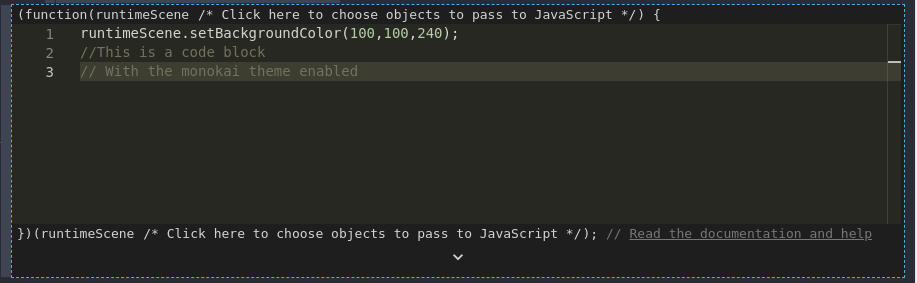 (function(runtimeScene /* Click here to choose objects to pass to JavaScript */) {
1 runtimeScene.setBackgroundColor(100,100,240);
2 //This is a code block
3 // With the monokai theme enabled
})(runtimeScene /* Click here to choose objects to pass to JavaScript */); // Read the documentation and help